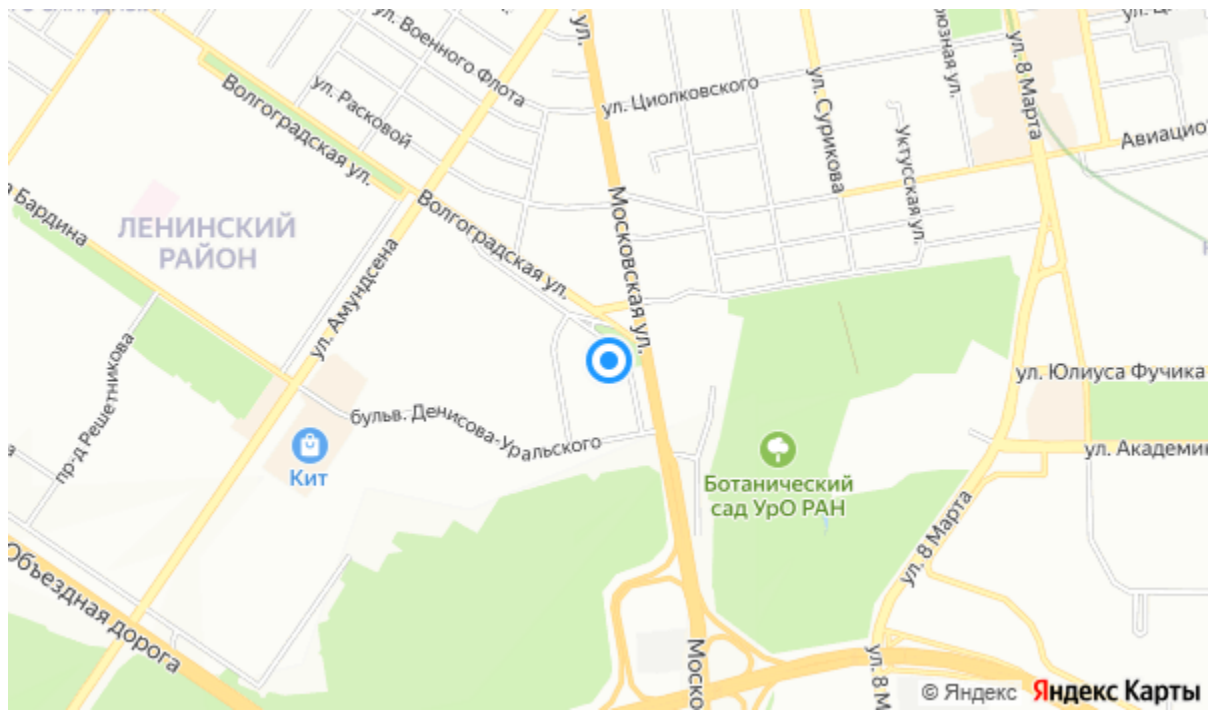 ул. Военного Флота
ул.
ул. 8 Марта
ул. Расковой
ул. Циолковского
ул. Сурикова
Уктусская ул.
Авиацио
Волгоградская ул.
Бардина
ЛЕНИНСКИЙ
РАЙОН
Волгоградская ул.
Московская ул.
ул. Амундсена
пр-д Решетникова
бульв. Денисова-Уральского
ул. Юлиуса Фучика
ул. Академи
Кит
Ботанический
сад УрО РАН
ул. 8 Марта
Объездная дорога
Моско
ул. 8 М
© Яндекс Яндекс Карты